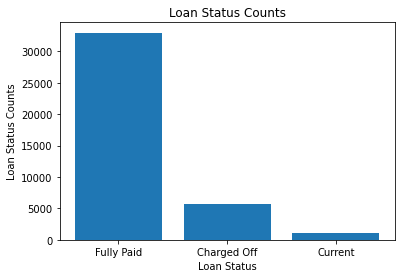 Loan Status Counts
30000
25000
20000
15000
10000
5000
0
Loan Status Counts
Fully Paid
Charged Off
Current
Loan Status